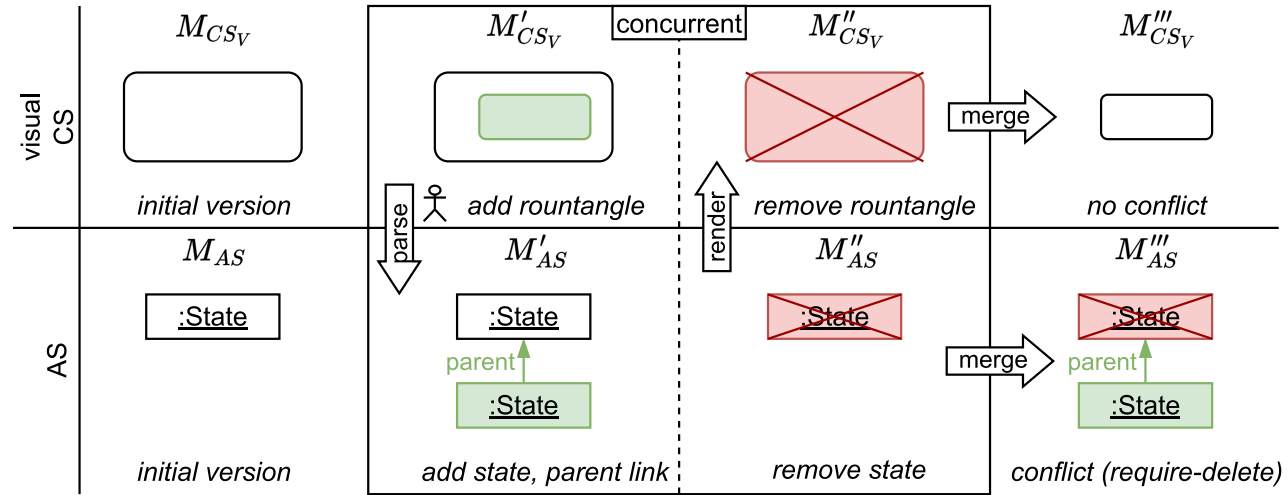 M_{CS_V}
M'_{CS_V}
concurrent
M''_{CS_V}
M'''_{CS_V}
visual
CS
merge
initial version
add rountangle
remove rountangle
no conflict
parse
render
M_{AS}
M'_{AS}
M''_{AS}
M'''_{AS}
:State
:State
:State
:State
AS
parent
merge
parent
:State
:State
initial version
add state, parent link
remove state
conflict (require-delete)